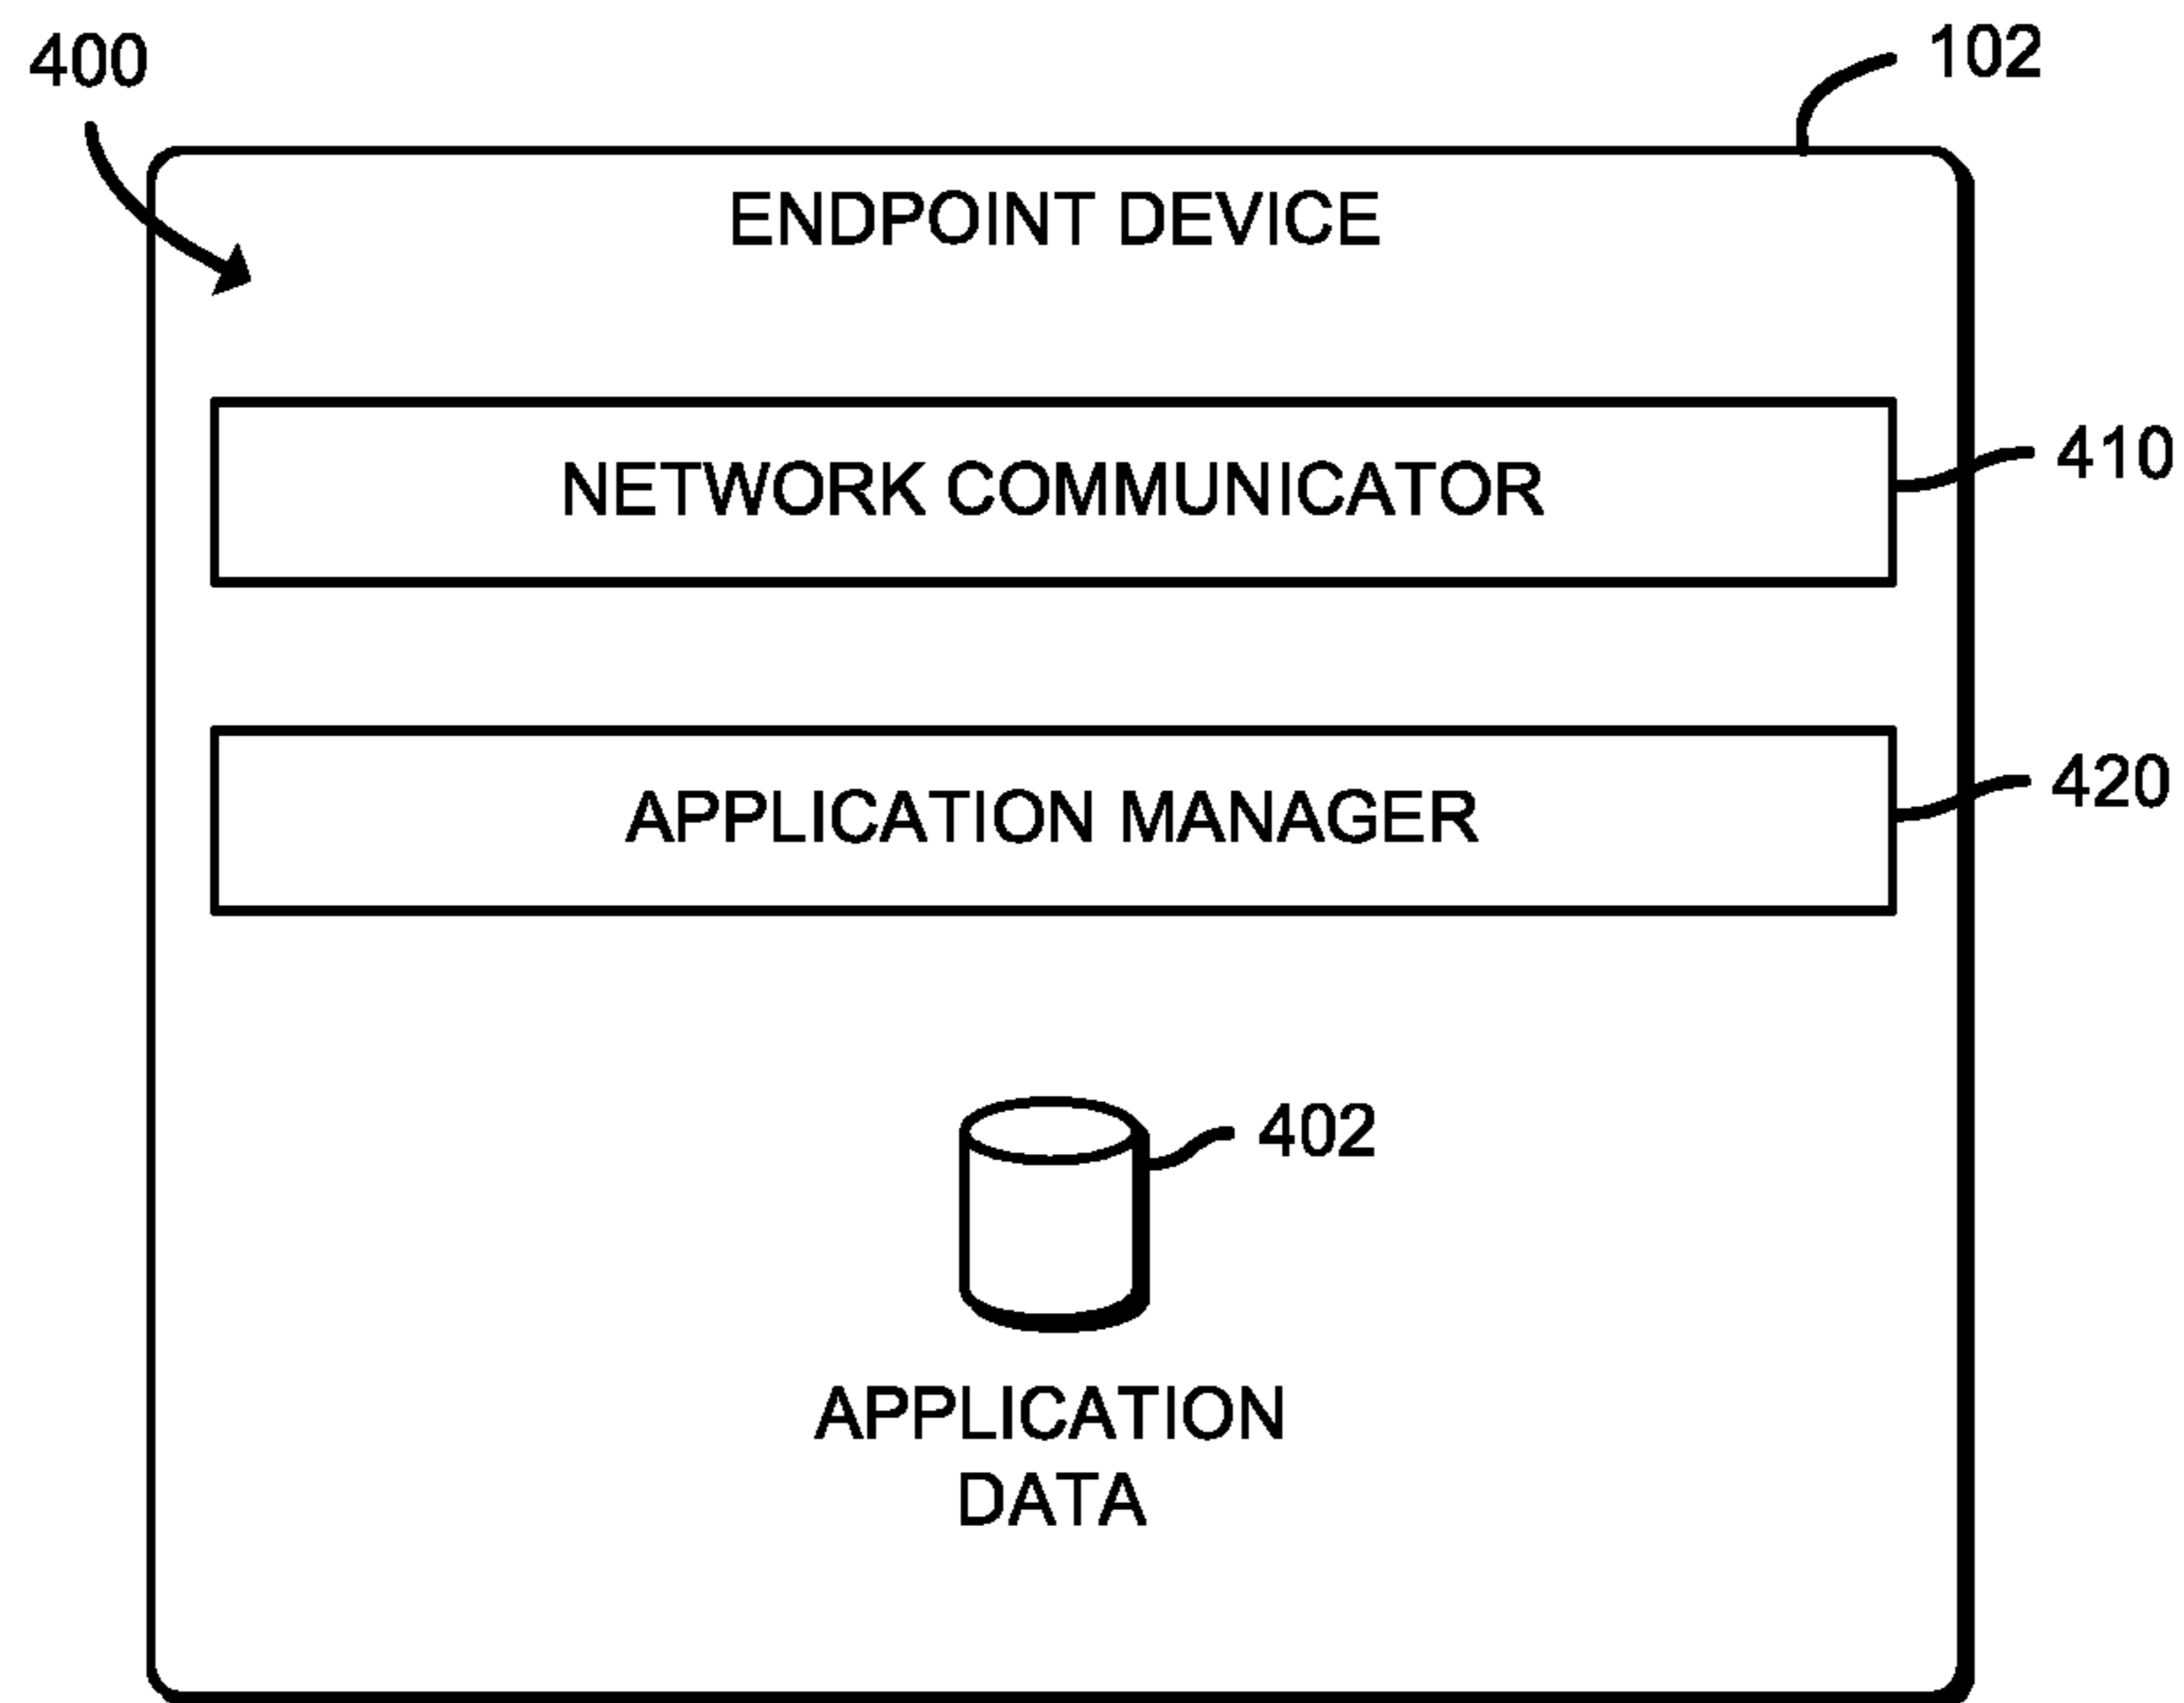 400
102
ENDPOINT DEVICE
NETWORK COMMUNICATOR
410
APPLICATION MANAGER
420
402
APPLICATION
DATA